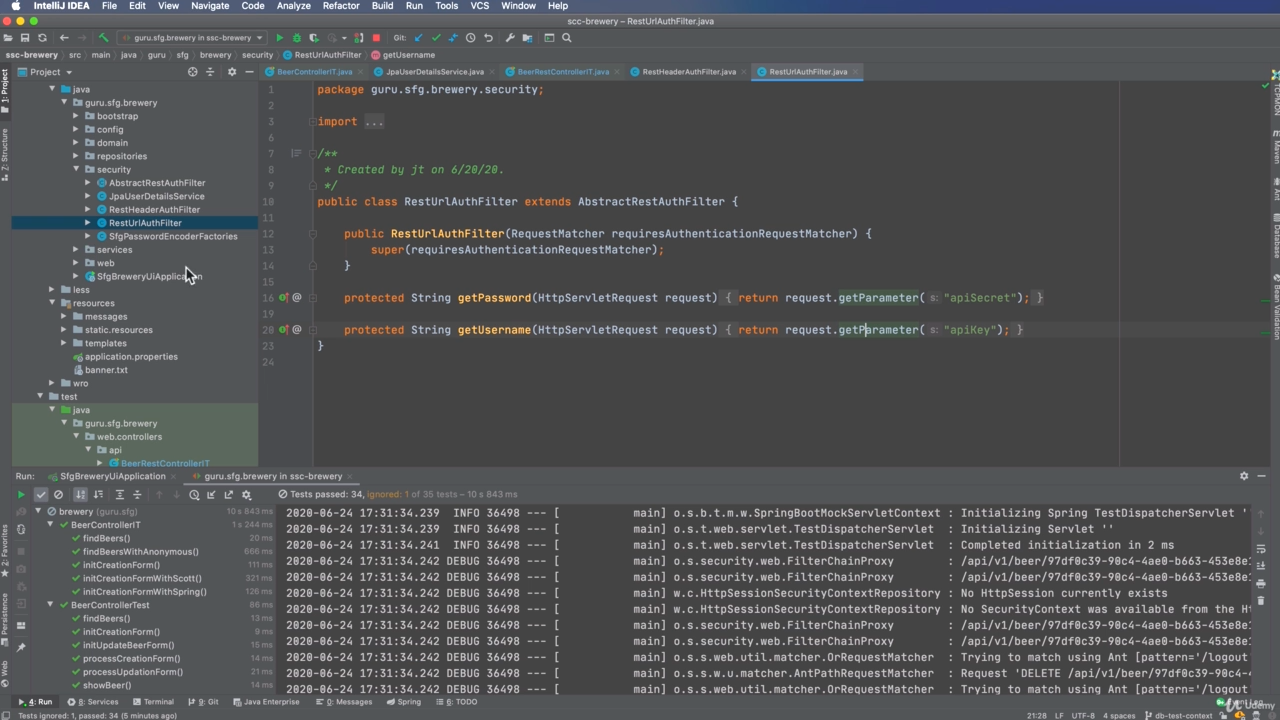 IntelliJ IDEA File Edit View Navigate Code Analyze Refactor Build Run Tools VCS Window Help
scc-brewery – RestUrlAuthFilter.java
guru.sfg.brewery in ssc-brewery Git:
ssc-brewery src main java guru sfg brewery security RestUrlAuthFilter getUsername
Project BeerControllerIT.java JpaUserDetailsService.java BeerRestControllerIT.java RestHeaderAuthFilter.java RestUrlAuthFilter.java
1: Project
Z: Structure
2: Favorites
Persistence
Web
Maven
Ant
Database
Bean Validation
java
guru.sfg.brewery
bootstrap
config
domain
repositories
security
AbstractRestAuthFilter
JpaUserDetailsService
RestHeaderAuthFilter
RestUrlAuthFilter
SfgPasswordEncoderFactories
services
web
SfgBreweryUiApplication
less
resources
messages
static.resources
templates
application.properties
banner.txt
wro
test
java
guru.sfg.brewery
web.controllers
api
BeerRestControllerIT
1 package guru.sfg.brewery.security;
2
3 import ...
6
7 /**
8 * Created by jt on 6/20/20.
9 */
10 public class RestUrlAuthFilter extends AbstractRestAuthFilter {
11
12 public RestUrlAuthFilter(RequestMatcher requiresAuthenticationRequestMatcher) {
13 super(requiresAuthenticationRequestMatcher);
14 }
15
16 @ protected String getPassword(HttpServletRequest request) { return request.getParameter( s: "apiSecret"); }
19
20 @ protected String getUsername(HttpServletRequest request) { return request.getParameter( s: "apiKey"); }
23 }
24
Run: SfgBreweryUiApplication guru.sfg.brewery in ssc-brewery
Tests passed: 34, ignored: 1 of 35 tests – 10 s 843 ms
brewery (guru.sfg) 10 s 843 ms
BeerControllerIT 1 s 244 ms
findBeers() 20 ms
findBeersWithAnonymous() 666 ms
initCreationForm() 111 ms
initCreationFormWithScott() 321 ms
initCreationFormWithSpring() 126 ms
BeerControllerTest 86 ms
findBeers() 13 ms
initCreationForm() 9 ms
initUpdateBeerForm() 15 ms
processCreationForm() 14 ms
processUpdationForm() 21 ms
showBeer() 14 ms
2020-06-24 17:31:34.239 INFO 36498 --- [ main] o.s.b.t.m.w.SpringBootMockServletContext : Initializing Spring TestDispatcherServlet '
2020-06-24 17:31:34.239 INFO 36498 --- [ main] o.s.t.web.servlet.TestDispatcherServlet : Initializing Servlet ''
2020-06-24 17:31:34.241 INFO 36498 --- [ main] o.s.t.web.servlet.TestDispatcherServlet : Completed initialization in 2 ms
2020-06-24 17:31:34.242 DEBUG 36498 --- [ main] o.s.security.web.FilterChainProxy : /api/v1/beer/97df0c39-90c4-4ae0-b663-453e8e1
2020-06-24 17:31:34.242 DEBUG 36498 --- [ main] w.c.HttpSessionSecurityContextRepository : No HttpSession currently exists
2020-06-24 17:31:34.242 DEBUG 36498 --- [ main] w.c.HttpSessionSecurityContextRepository : No SecurityContext was available from the Ht
2020-06-24 17:31:34.242 DEBUG 36498 --- [ main] o.s.security.web.FilterChainProxy : /api/v1/beer/97df0c39-90c4-4ae0-b663-453e8e1
2020-06-24 17:31:34.242 DEBUG 36498 --- [ main] o.s.security.web.FilterChainProxy : /api/v1/beer/97df0c39-90c4-4ae0-b663-453e8e1
2020-06-24 17:31:34.242 DEBUG 36498 --- [ main] o.s.s.web.util.matcher.OrRequestMatcher : Trying to match using Ant [pattern='/logout
2020-06-24 17:31:34.242 DEBUG 36498 --- [ main] o.s.s.w.u.matcher.AntPathRequestMatcher : Request 'DELETE /api/v1/beer/97df0c39-90c4-4
2020-06-24 17:31:34.242 DEBUG 36498 --- [ main] o.s.s.web.util.matcher.OrRequestMatcher : Trying to match using Ant [pattern='/logout
4: Run 8: Services Terminal 9: Git Java Enterprise 0: Messages Spring 6: TODO
Tests ignored: 1, passed: 34 (5 minutes ago) 21:28 LF UTF-8 4 spaces db-test-context
Udemy